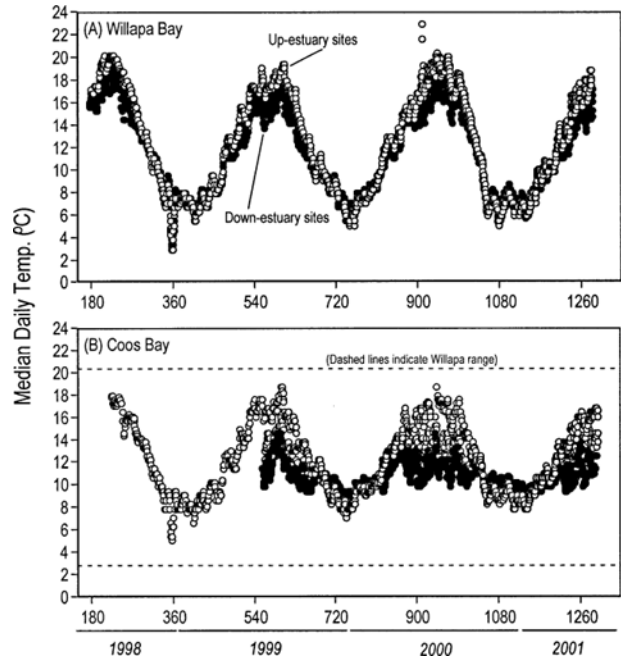 Median Daily Temp. (ºC)
24
22
20
18
16
14
12
10
8
6
4
2
0
(A) Willapa Bay
Up-estuary sites
Down-estuary sites
180 360 540 720 900 1080 1260
24
22
20
18
16
14
12
10
8
6
4
2
0
(B) Coos Bay
(Dashed lines indicate Willapa range)
180 360 540 720 900 1080 1260
1998 1999 2000 2001